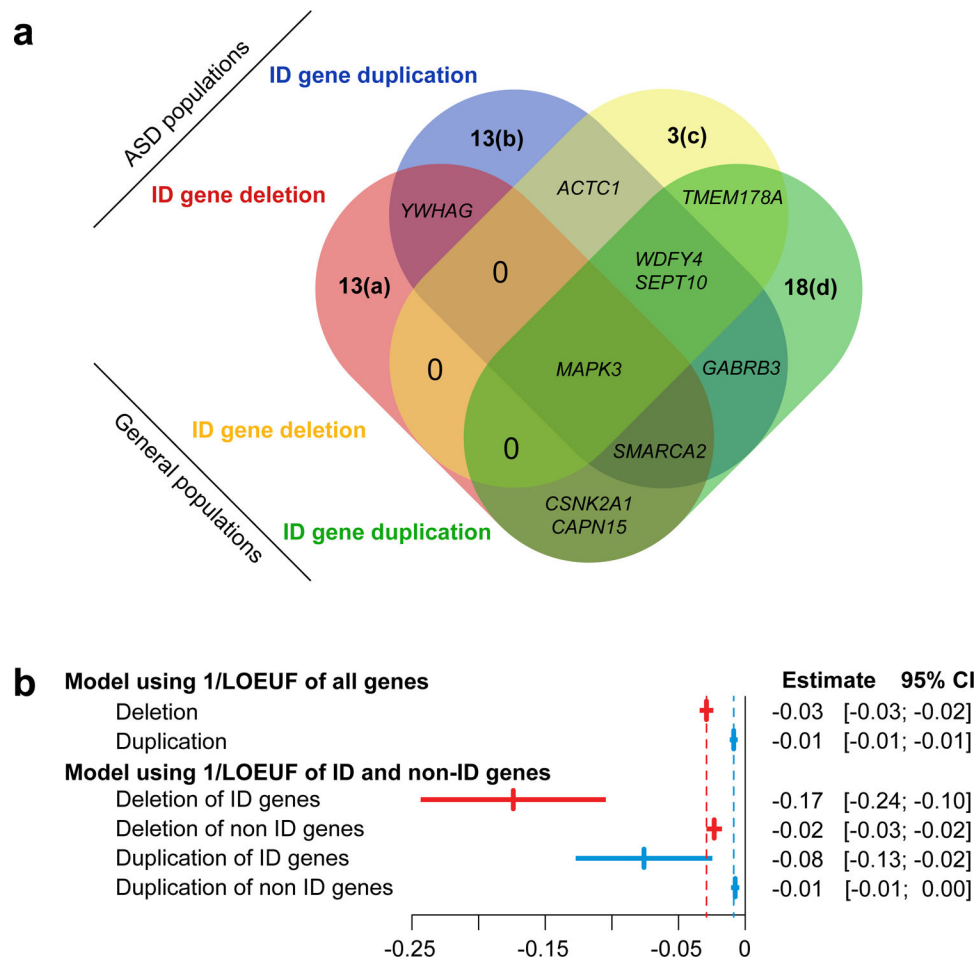 a
ASD populations
ID gene duplication
ID gene deletion
General populations
ID gene deletion
ID gene duplication
13(b)
3(c)
ACTC1
TMEM178A
YWHAG
WDFY4
SEPT10
0
13(a)
18(d)
0
MAPK3
GABRB3
0
SMARCA2
CSNK2A1
CAPN15
b
Model using 1/LOEUF of all genes Estimate 95% CI
Deletion -0.03 [-0.03; -0.02]
Duplication -0.01 [-0.01; -0.01]
Model using 1/LOEUF of ID and non-ID genes
Deletion of ID genes -0.17 [-0.24; -0.10]
Deletion of non ID genes -0.02 [-0.03; -0.02]
Duplication of ID genes -0.08 [-0.13; -0.02]
Duplication of non ID genes -0.01 [-0.01; 0.00]
-0.25 -0.15 -0.05 0